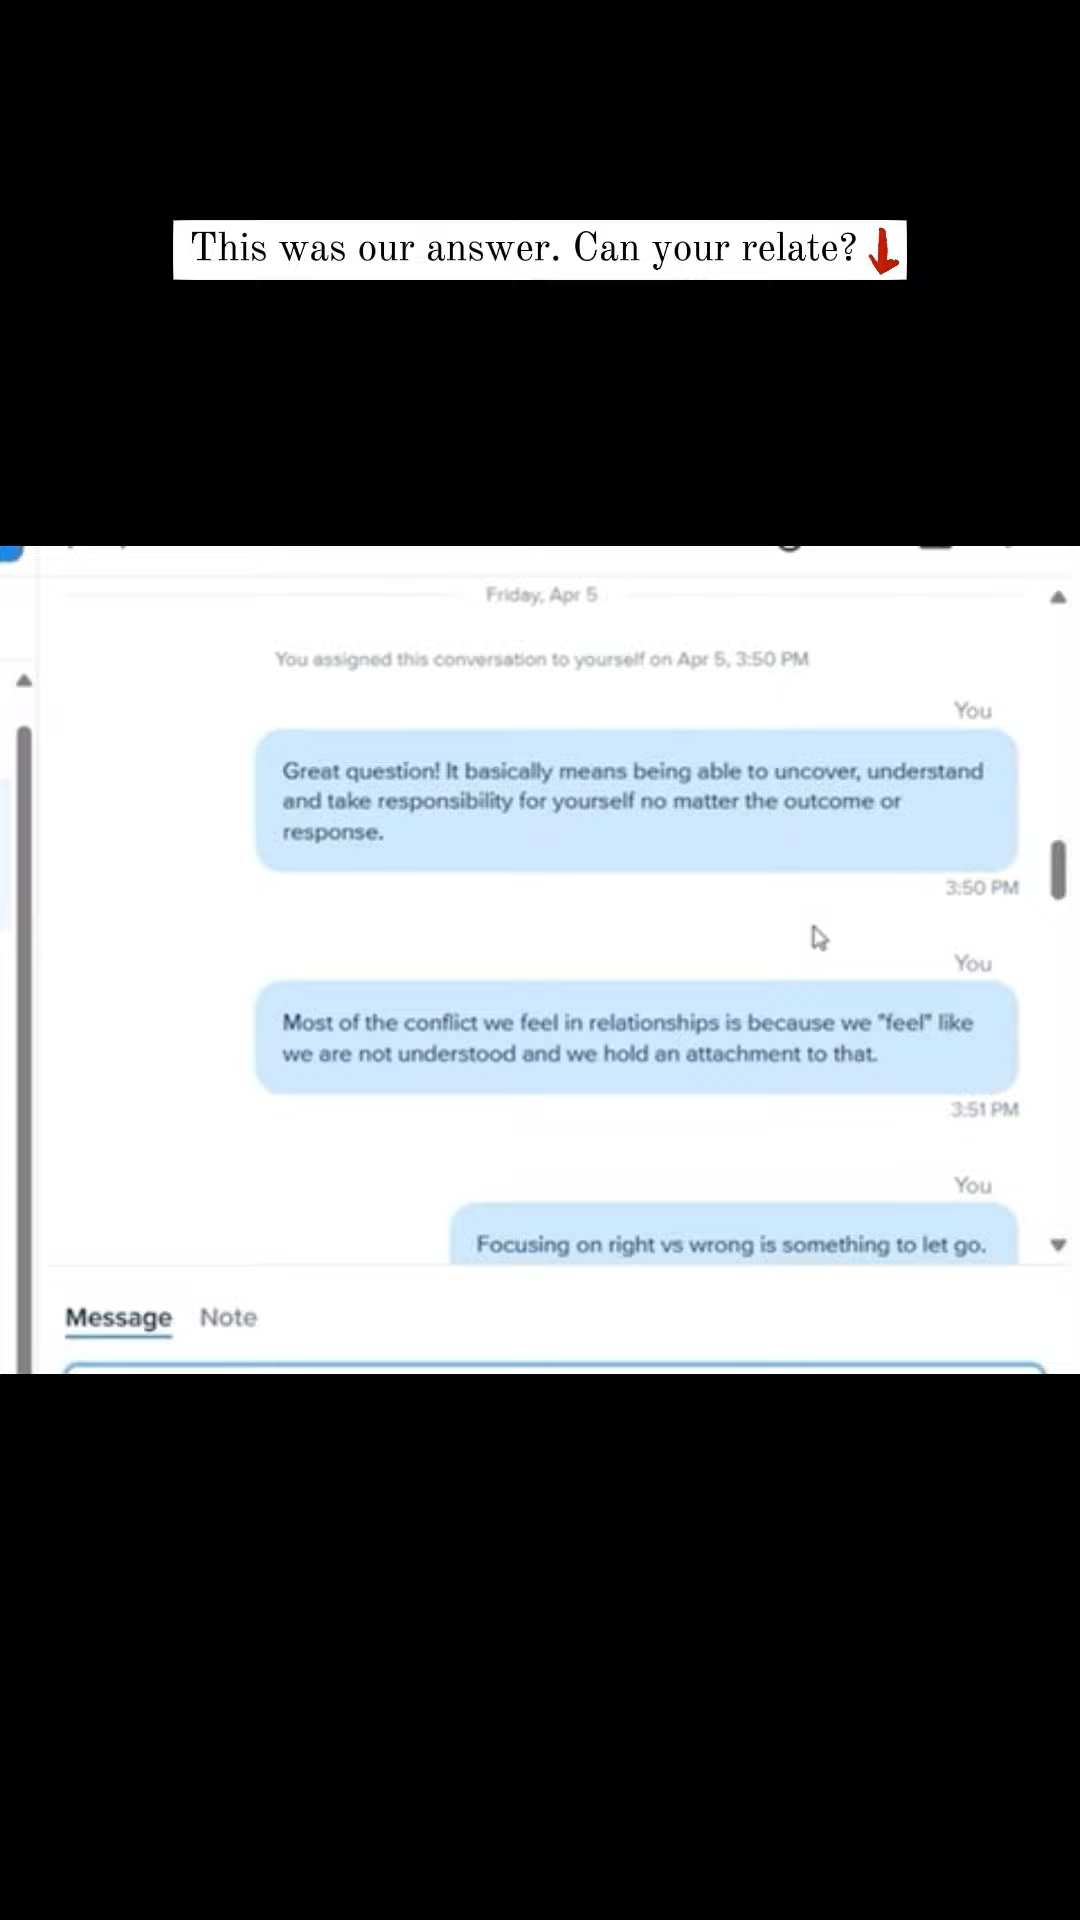 This was our answer. Can your relate?
Friday, Apr 5
You assigned this conversation to yourself on Apr 5, 3:50 PM
You
Great question! It basically means being able to uncover, understand
and take responsibility for yourself no matter the outcome or
response.
3:50 PM
You
Most of the conflict we feel in relationships is because we "feel" like
we are not understood and we hold an attachment to that.
3:51 PM
You
Focusing on right vs wrong is something to let go.
Message Note